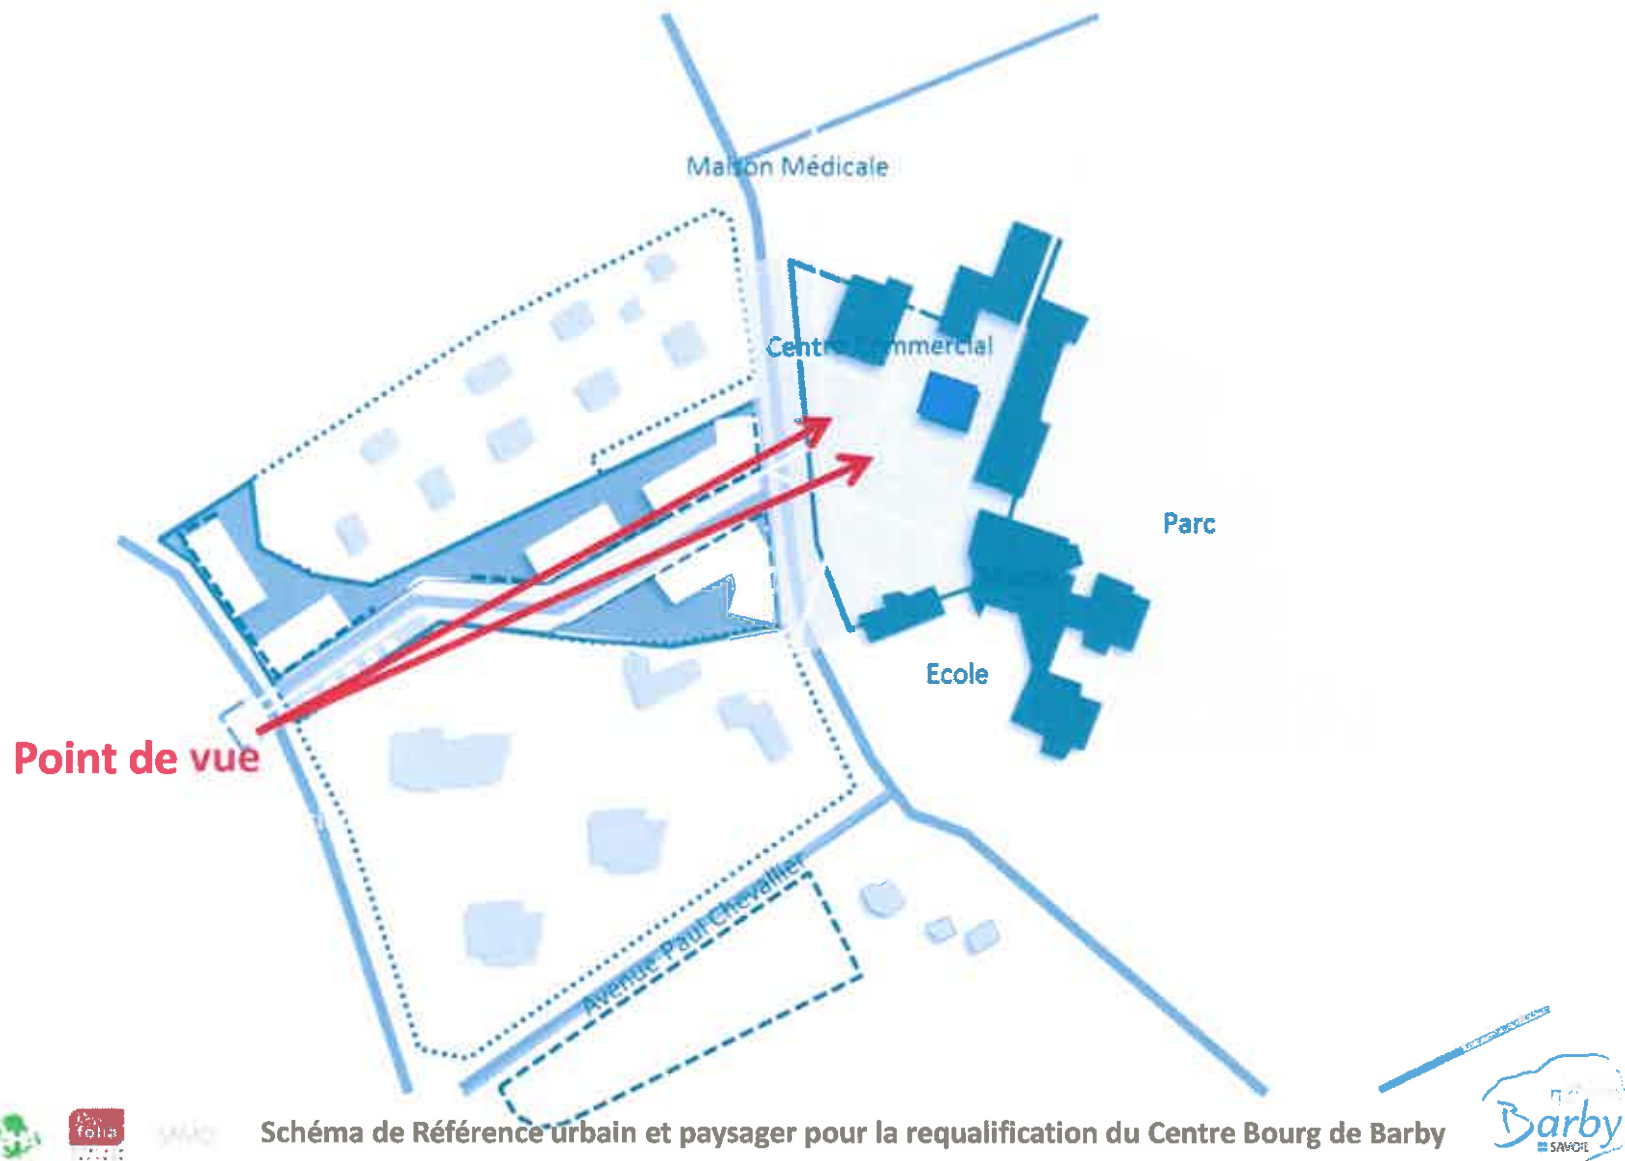 Maison Médicale
Centre Commercial
Parc
Ecole
Point de vue
Avenue Paul Chevallier
folia
Schéma de Référence urbain et paysager pour la requalification du Centre Bourg de Barby
Barby
SAVOIE